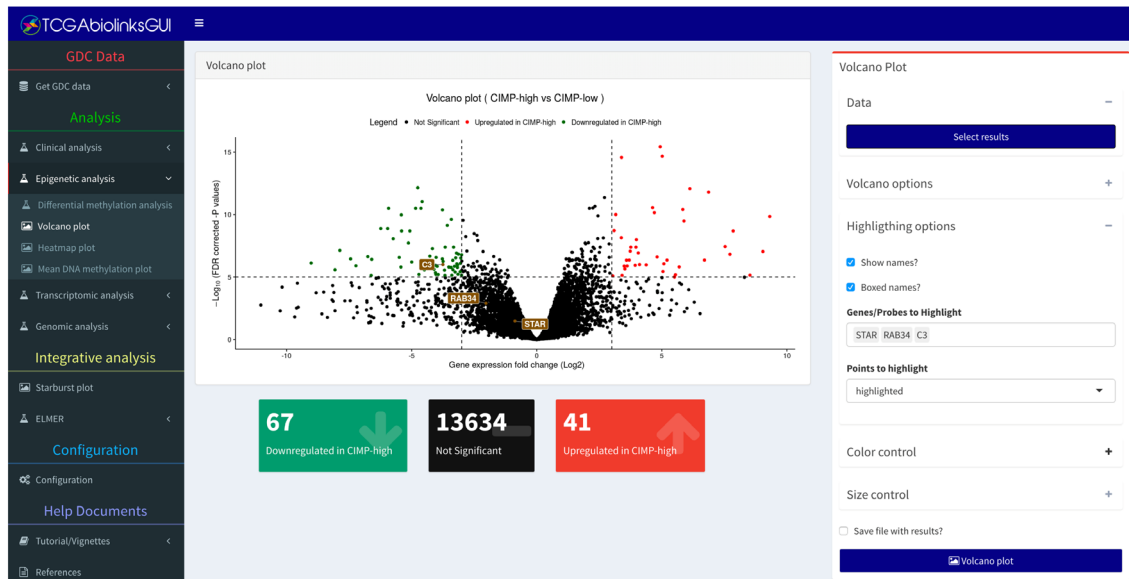 TCGAbiolinksGUI
GDC Data
Get GDC data
Analysis
Clinical analysis
Epigenetic analysis
Differential methylation analysis
Volcano plot
Heatmap plot
Mean DNA methylation plot
Transcriptomic analysis
Genomic analysis
Integrative analysis
Starburst plot
ELMER
Configuration
Configuration
Help Documents
Tutorial/Vignettes
References
Volcano plot
Volcano plot ( CIMP-high vs CIMP-low )
Legend Not Significant Upregulated in CIMP-high Downregulated in CIMP-high
−Log10 (FDR corrected -P values)
15
10
5
0
C3
RAB34
STAR
-10 -5 0 5 10
Gene expression fold change (Log2)
67
Downregulated in CIMP-high
13634
Not Significant
41
Upregulated in CIMP-high
Volcano Plot
Data
Select results
Volcano options
Highligthing options
Show names?
Boxed names?
Genes/Probes to Highlight
STAR RAB34 C3
Points to highlight
highlighted
Color control
Size control
Save file with results?
Volcano plot